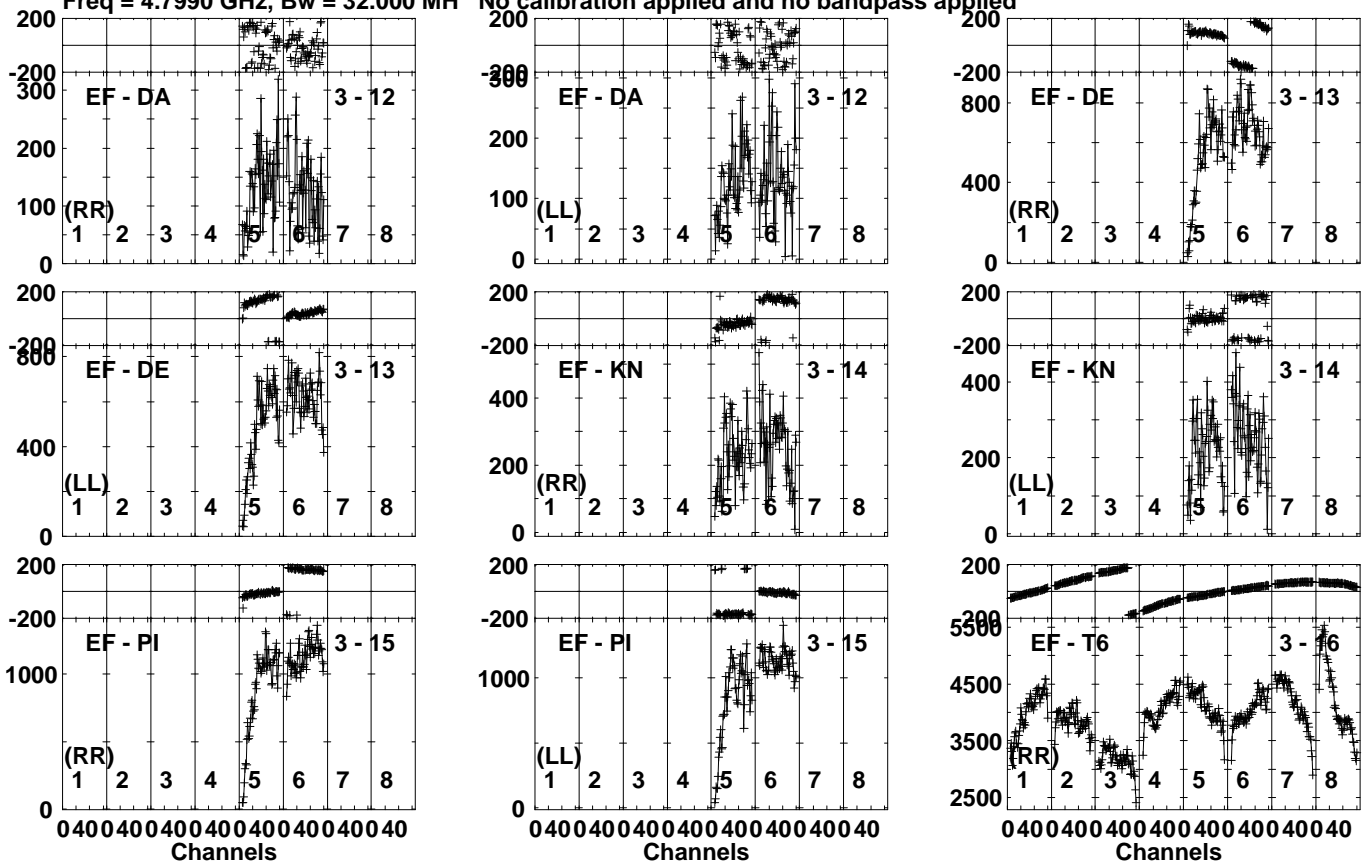 Freq = 4.7990 GHz, Bw = 32.000 MH No calibration applied and no bandpass applied
200
-200
300
200
100
0
EF - DA 3 - 12
(RR)
1 2 3 4 5 6 7 8
200
-200
300
200
100
0
EF - DA 3 - 12
(LL)
1 2 3 4 5 6 7 8
200
-200
800
400
0
EF - DE 3 - 13
(RR)
1 2 3 4 5 6 7 8
200
-200
800
400
0
EF - DE 3 - 13
(LL)
1 2 3 4 5 6 7 8
200
-200
400
200
0
EF - KN 3 - 14
(RR)
1 2 3 4 5 6 7 8
200
-200
400
200
0
EF - KN 3 - 14
(LL)
1 2 3 4 5 6 7 8
200
-200
1000
0
EF - PI 3 - 15
(RR)
1 2 3 4 5 6 7 8
200
-200
1000
0
EF - PI 3 - 15
(LL)
1 2 3 4 5 6 7 8
200
-200
5500
4500
3500
2500
EF - T6 3 - 16
(RR)
1 2 3 4 5 6 7 8
0 40 0 40 0 40 0 40 0 40 0 40 0 40 0 40
Channels
0 40 0 40 0 40 0 40 0 40 0 40 0 40 0 40
Channels
0 40 0 40 0 40 0 40 0 40 0 40 0 40 0 40
Channels